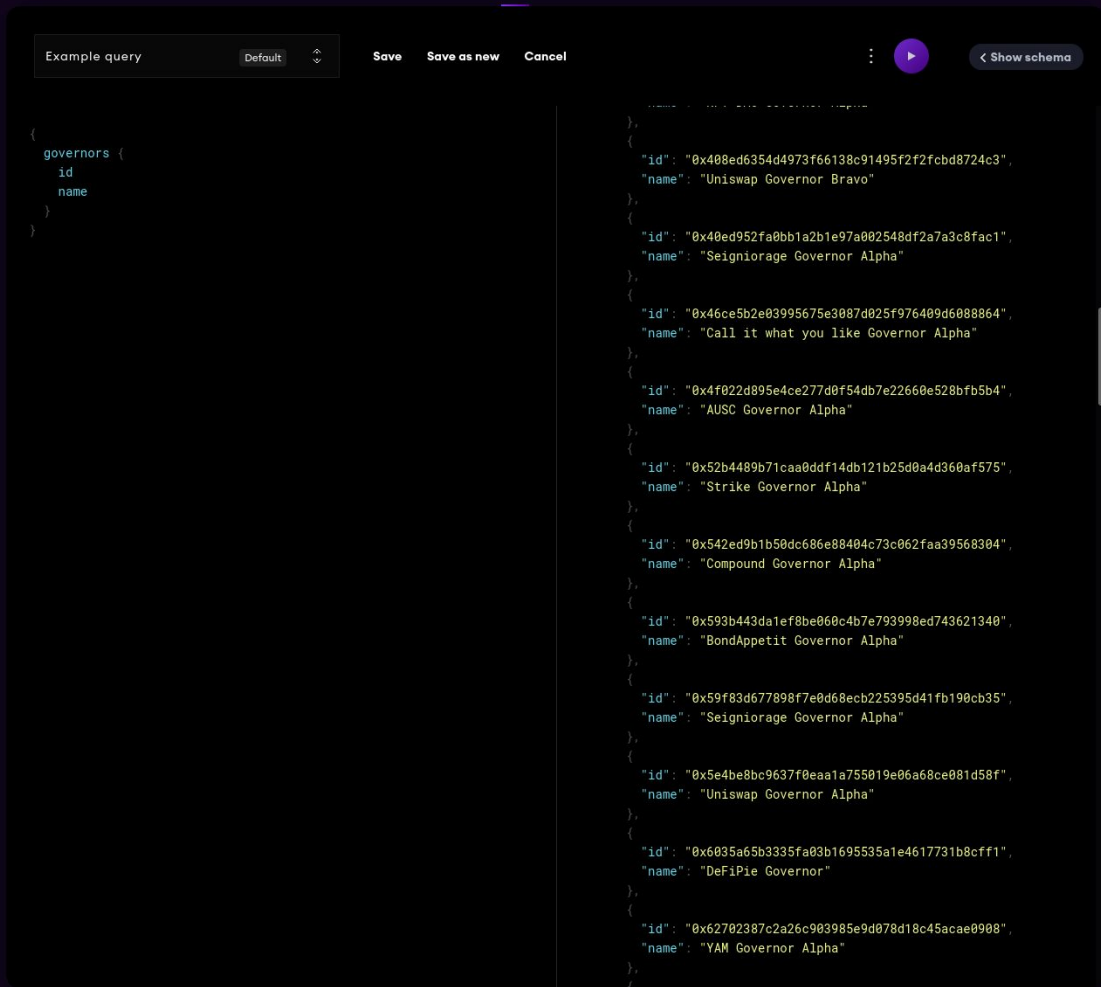 Example query Default Save Save as new Cancel < Show schema
{
governors {
id
name
}
}
},
{
"id": "0x408ed6354d4973f66138c91495f2f2fcbd8724c3",
"name": "Uniswap Governor Bravo"
},
{
"id": "0x40ed952fa0bb1a2b1e97a002548df2a7a3c8fac1",
"name": "Seigniorage Governor Alpha"
},
{
"id": "0x46ce5b2e03995675e3087d025f976409d6088864",
"name": "Call it what you like Governor Alpha"
},
{
"id": "0x4f022d895e4ce277d0f54db7e22660e528bfb5b4",
"name": "AUSC Governor Alpha"
},
{
"id": "0x52b4489b71caa0ddf14db121b25d0a4d360af575",
"name": "Strike Governor Alpha"
},
{
"id": "0x542ed9b1b50dc686e88404c73c062faa39568304",
"name": "Compound Governor Alpha"
},
{
"id": "0x593b443da1ef8be060c4b7e793998ed743621340",
"name": "BondAppetit Governor Alpha"
},
{
"id": "0x59f83d677898f7e0d68ecb225395d41fb190cb35",
"name": "Seigniorage Governor Alpha"
},
{
"id": "0x5e4be8bc9637f0eaa1a755019e06a68ce081d58f",
"name": "Uniswap Governor Alpha"
},
{
"id": "0x6035a65b3335fa03b1695535a1e4617731b8cff1",
"name": "DeFiPie Governor"
},
{
"id": "0x62702387c2a26c903985e9d078d18c45acae0908",
"name": "YAM Governor Alpha"
},